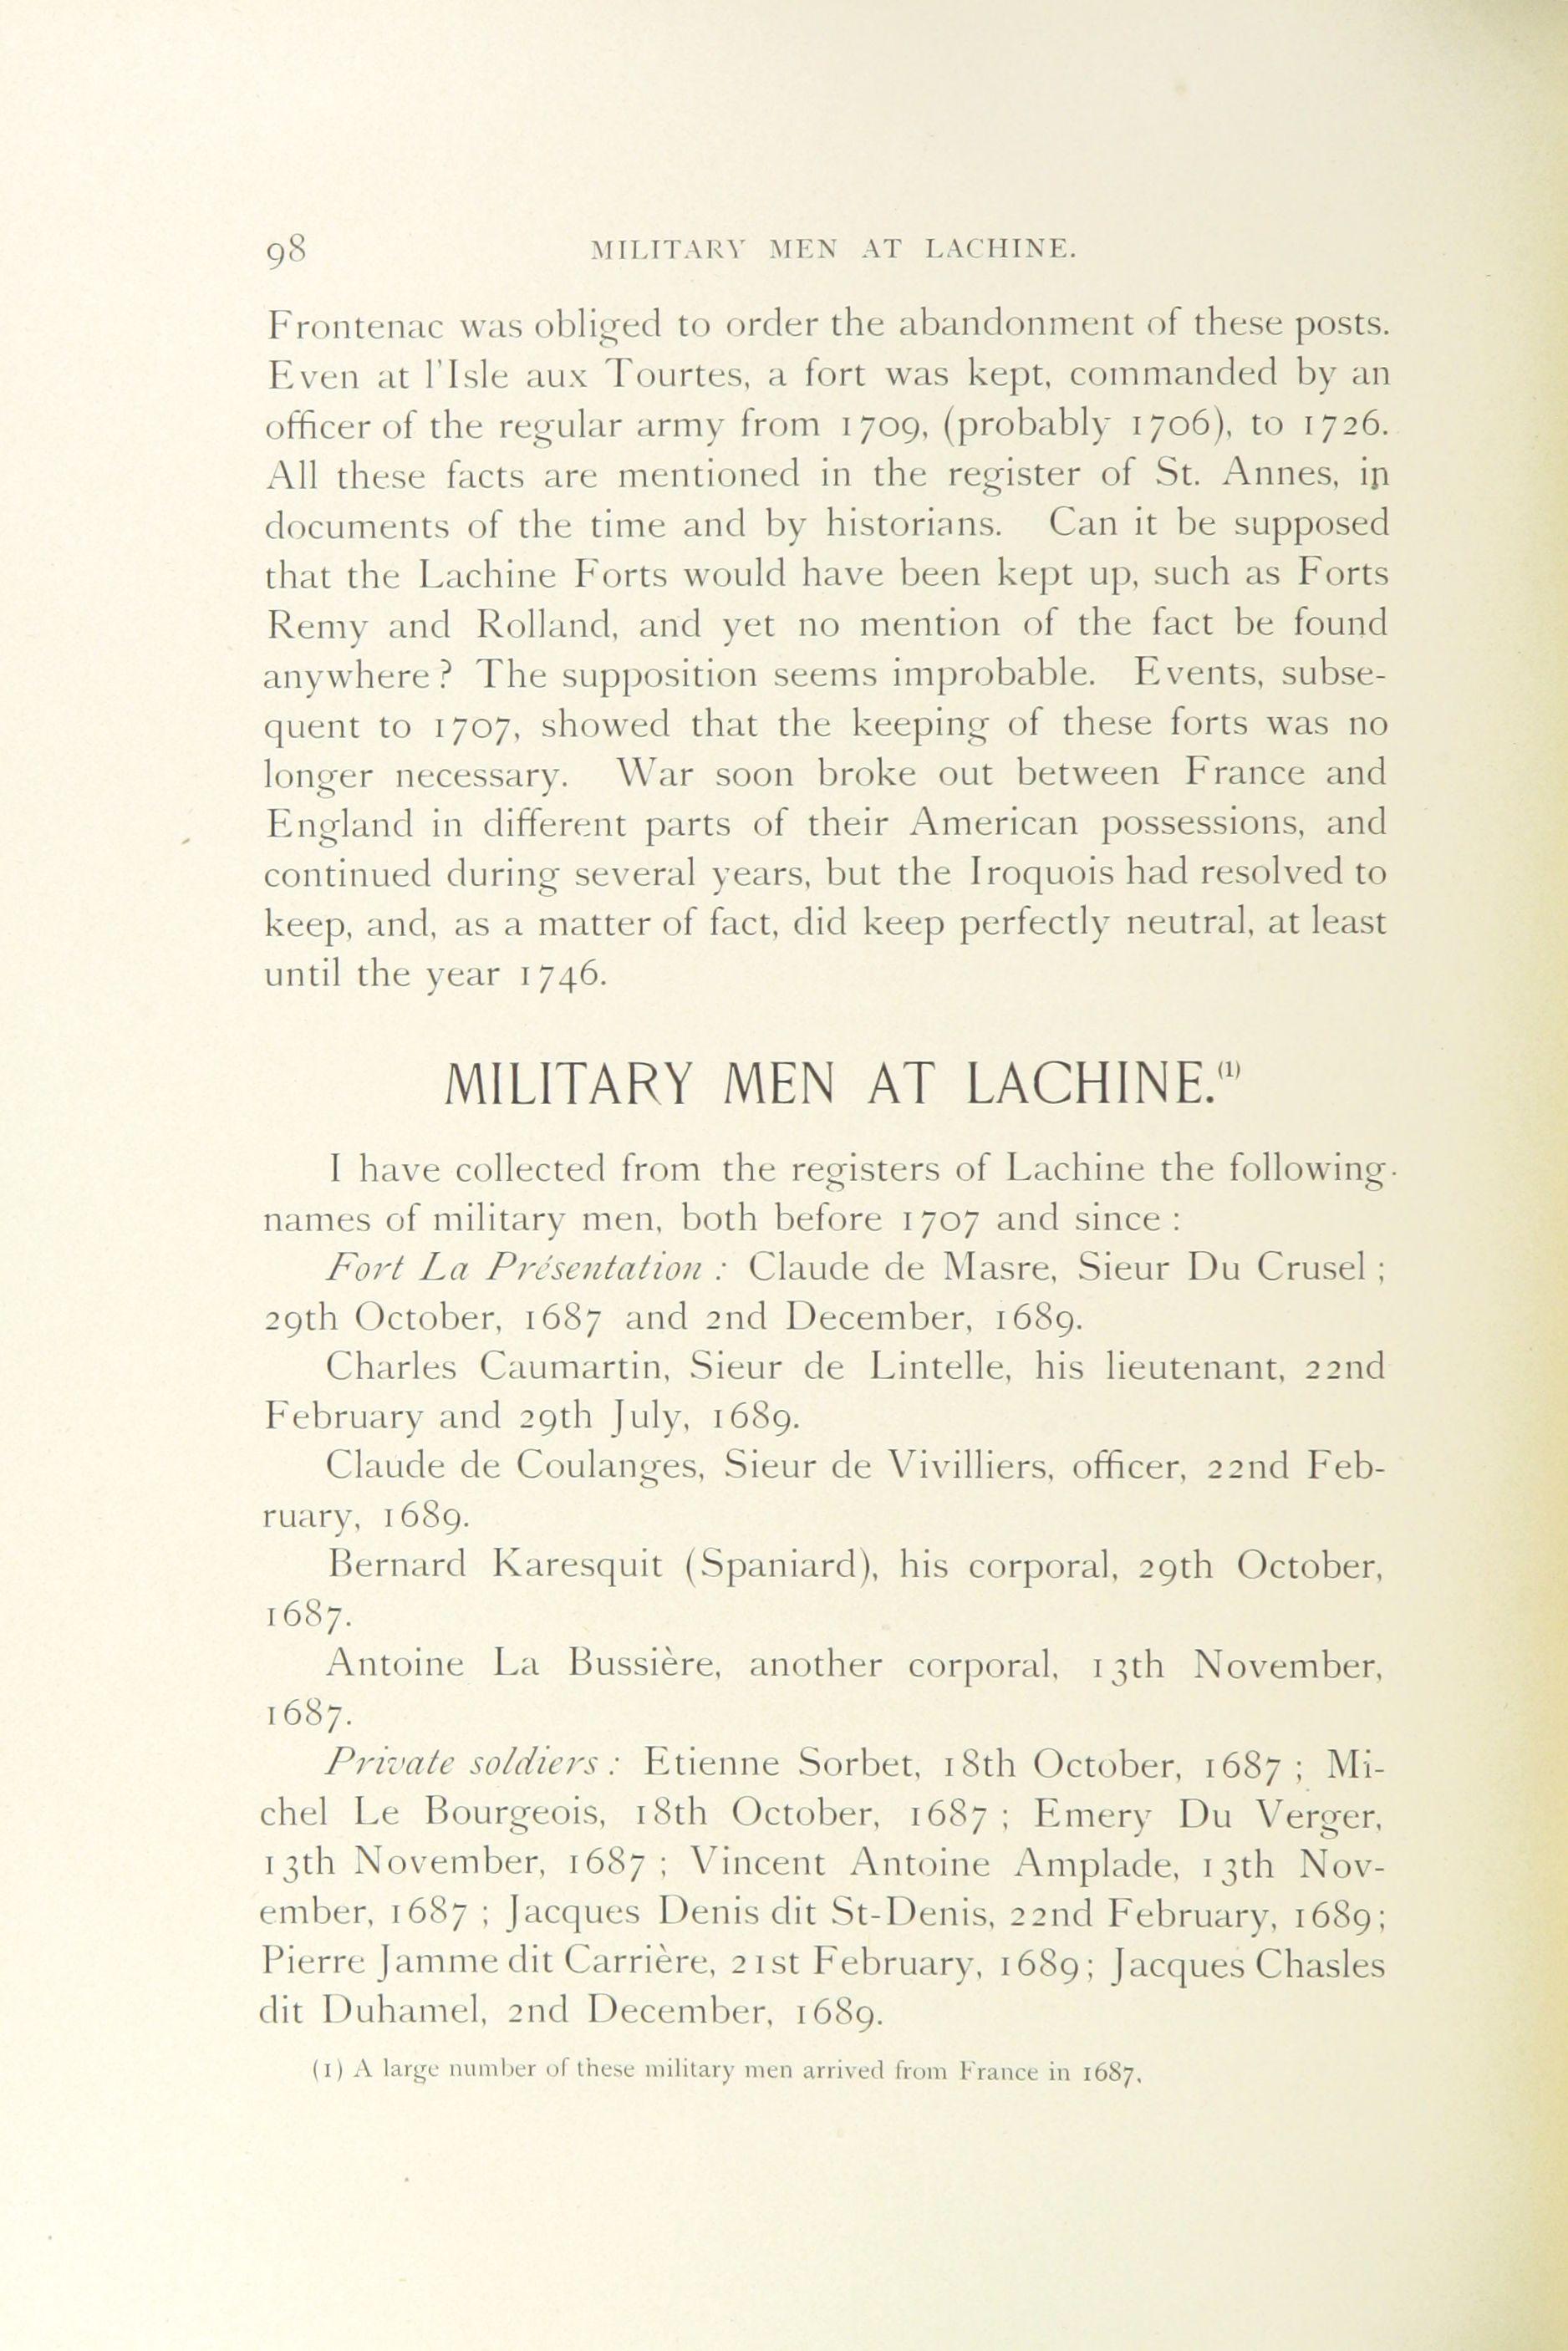 98 MILITARY MEN AT LACHINE.
Frontenac was obliged to order the abandonment of these posts.
Even at l'Isle aux Tourtes, a fort was kept, commanded by an
officer of the regular army from 1709, (probably 1706), to 1726.
All these facts are mentioned in the register of St. Annes, in
documents of the time and by historians. Can it be supposed
that the Lachine Forts would have been kept up, such as Forts
Remy and Rolland, and yet no mention of the fact be found
anywhere? The supposition seems improbable. Events, subse-
quent to 1707, showed that the keeping of these forts was no
longer necessary. War soon broke out between France and
England in different parts of their American possessions, and
continued during several years, but the Iroquois had resolved to
keep, and, as a matter of fact, did keep perfectly neutral, at least
until the year 1746.
MILITARY MEN AT LACHINE.(1)
I have collected from the registers of Lachine the following
names of military men, both before 1707 and since :
Fort La Présentation : Claude de Masre, Sieur Du Crusel ;
29th October, 1687 and 2nd December, 1689.
Charles Caumartin, Sieur de Lintelle, his lieutenant, 22nd
February and 29th July, 1689.
Claude de Coulanges, Sieur de Vivilliers, officer, 22nd Feb-
ruary, 1689.
Bernard Karesquit (Spaniard), his corporal, 29th October,
1687.
Antoine La Bussière, another corporal, 13th November,
1687.
Private soldiers : Etienne Sorbet, 18th October, 1687 ; Mi-
chel Le Bourgeois, 18th October, 1687 ; Emery Du Verger,
13th November, 1687 ; Vincent Antoine Amplade, 13th Nov-
ember, 1687 ; Jacques Denis dit St-Denis, 22nd February, 1689;
Pierre Jamme dit Carrière, 21st February, 1689; Jacques Chasles
dit Duhamel, 2nd December, 1689.
(1) A large number of these military men arrived from France in 1687.